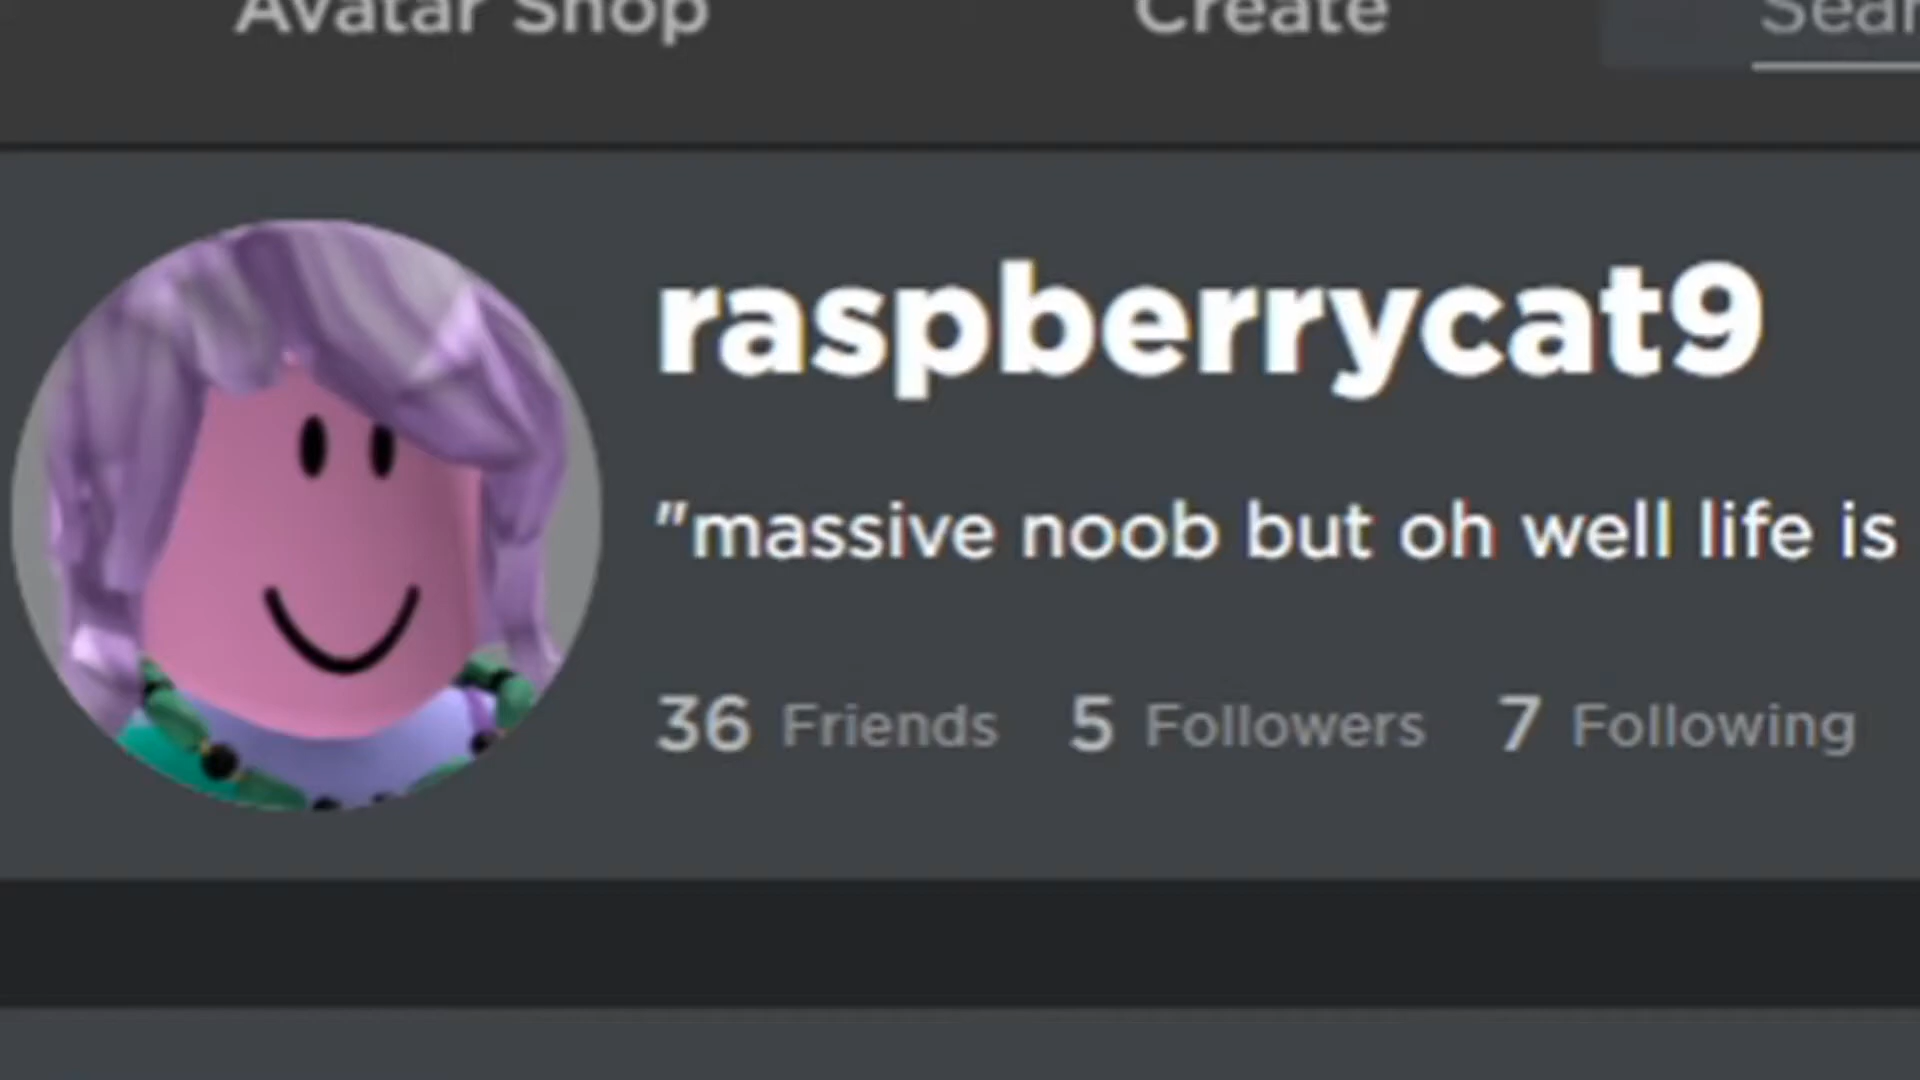 Avatar Shop Create Sear
raspberrycat9
"massive noob but oh well life is
36 Friends 5 Followers 7 Following